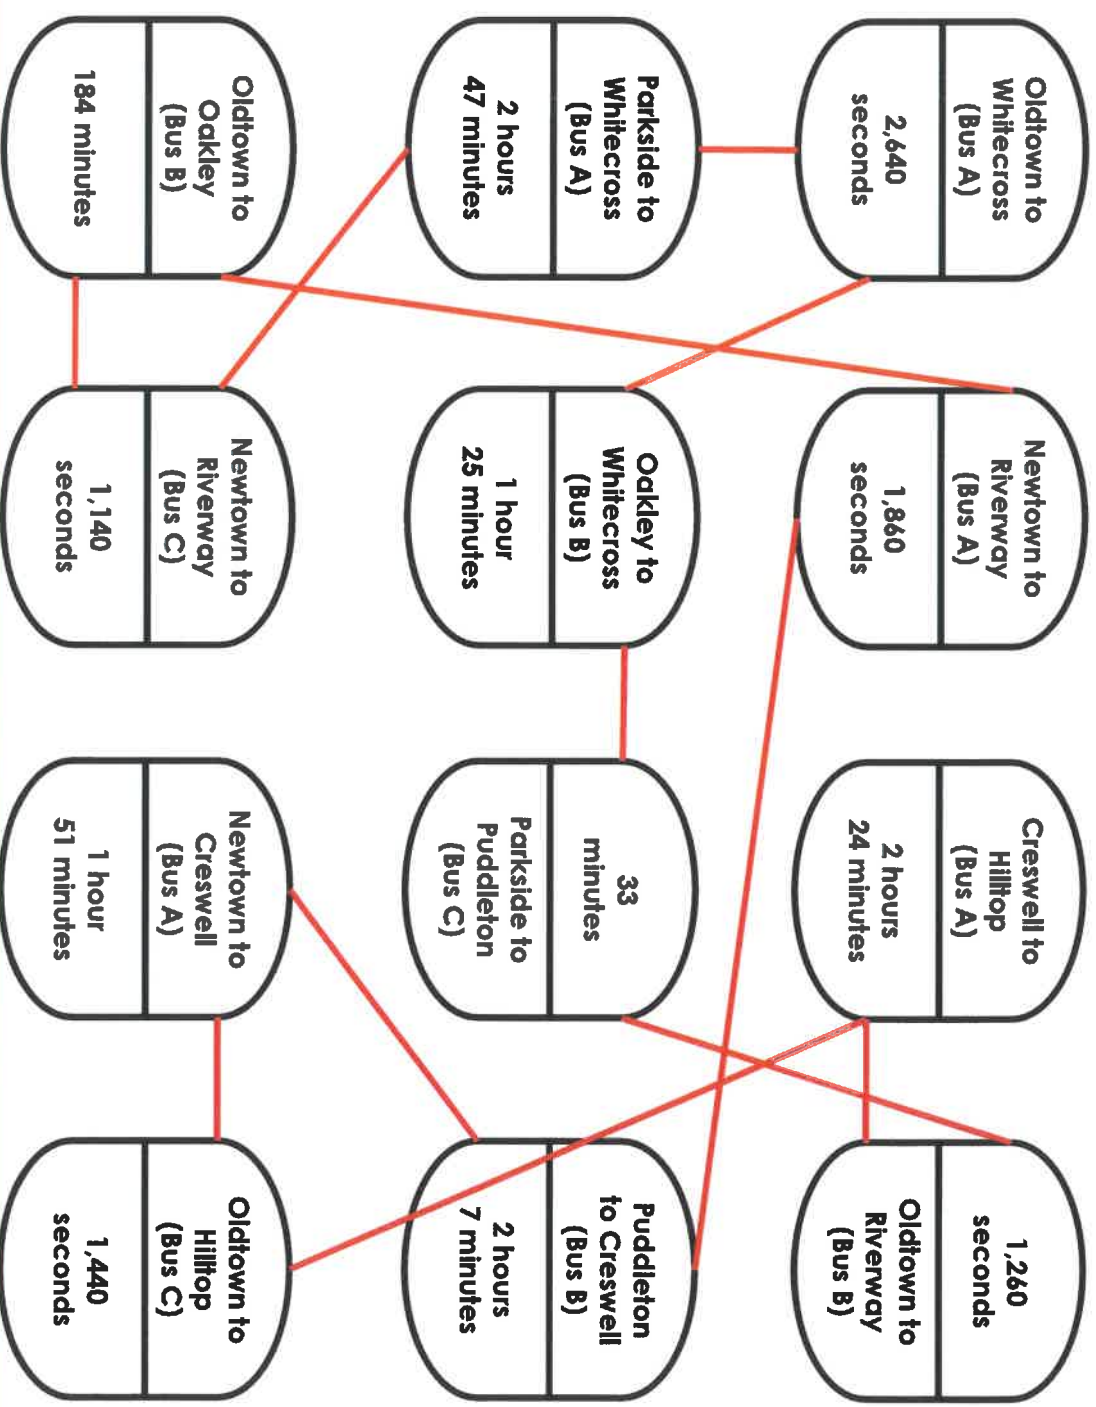 Oldtown to
Whitecross
(Bus A)
2,640
seconds
Newtown to
Riverway
(Bus A)
1,860
seconds
Creswell to
Hilltop
(Bus A)
2 hours
24 minutes
1,260
seconds
Oldtown to
Riverway
(Bus B)
Parkside to
Whitecross
(Bus A)
2 hours
47 minutes
Oakley to
Whitecross
(Bus B)
1 hour
25 minutes
33
minutes
Parkside to
Puddleton
(Bus C)
Puddleton
to Creswell
(Bus B)
2 hours
7 minutes
Oldtown to
Oakley
(Bus B)
184 minutes
Newtown to
Riverway
(Bus C)
1,140
seconds
Newtown to
Creswell
(Bus A)
1 hour
51 minutes
Oldtown to
Hilltop
(Bus C)
1,440
seconds